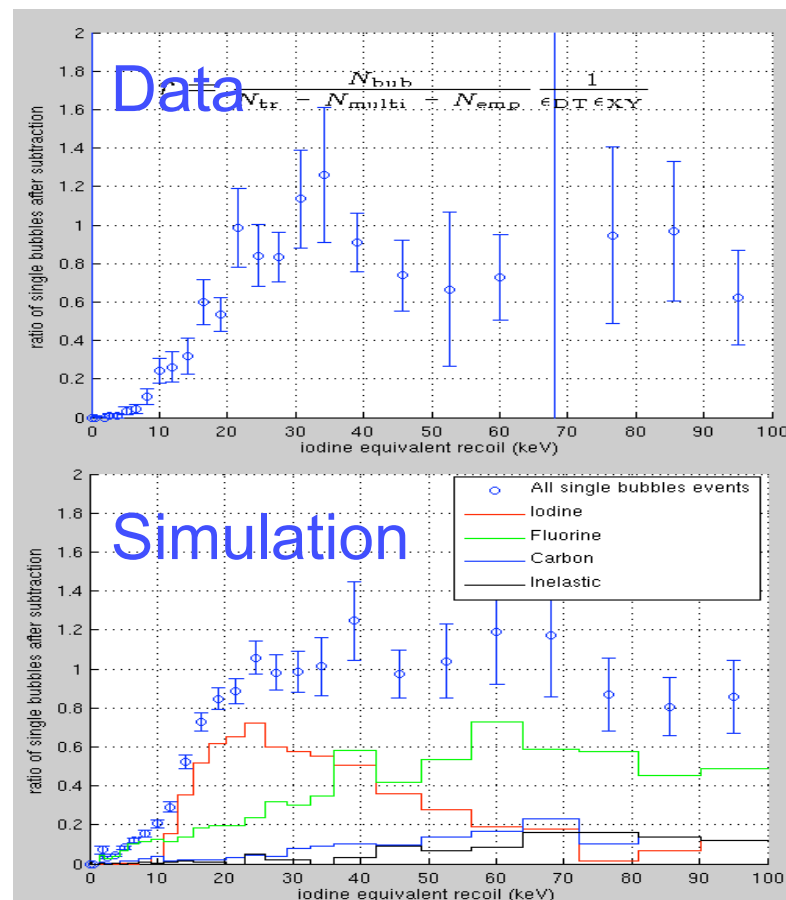 2
1.8
1.6
1.4
1.2
1
0.8
0.6
0.4
0.2
0
ratio of single bubbles after subtraction
Data
= N_bub / (N_tr − N_multi − N_emp) 1 / (ϵ_DT ϵ_XY)
0 10 20 30 40 50 60 70 80 90 100
iodine equivalent recoil (keV)
2
1.8
1.6
1.4
1.2
1
0.8
0.6
0.4
0.2
0
ratio of single bubbles after subtraction
Simulation
All single bubbles events
Iodine
Fluorine
Carbon
Inelastic
0 10 20 30 40 50 60 70 80 90 100
iodine equivalent recoil (keV)